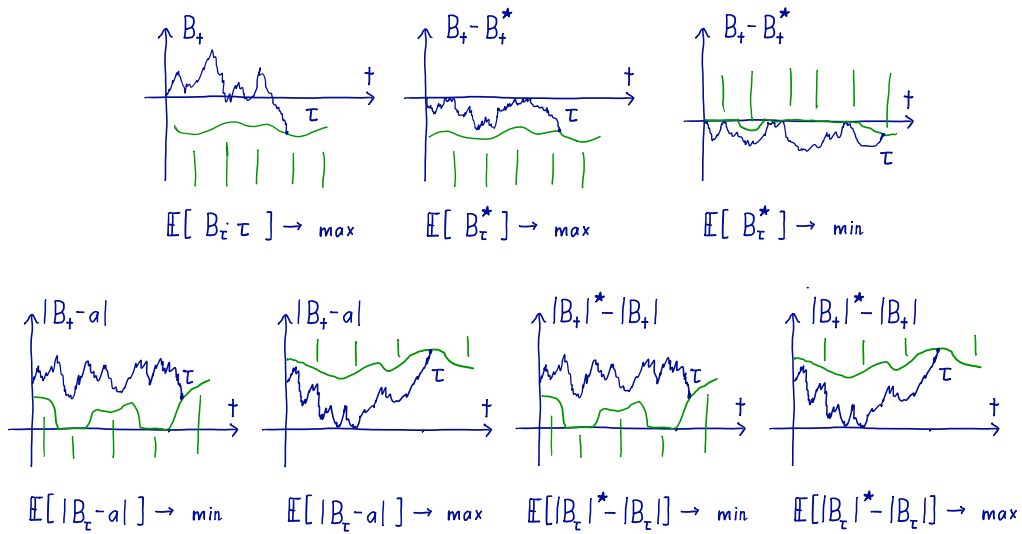 B_t
t
τ
𝔼[ B_τ · τ ] → max
B_t - B_t^*
t
τ
𝔼[ B_τ^* ] → max
B_t - B_t^*
t
τ
𝔼[ B_τ^* ] → min
|B_t - a|
τ
t
𝔼[ |B_τ - a| ] → min
|B_t - a|
τ
t
𝔼[ |B_τ - a| ] → max
|B_t|^* - |B_t|
τ
t
𝔼[|B_τ|^* - |B_τ|] → min
|B_t|^* - |B_t|
τ
t
𝔼[|B_τ|^* - |B_τ|] → max